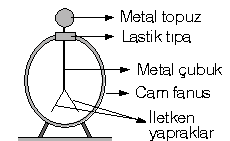 Metal topuz
Lastik tıpa
Metal çubuk
Cam fanus
İletken
yapraklar